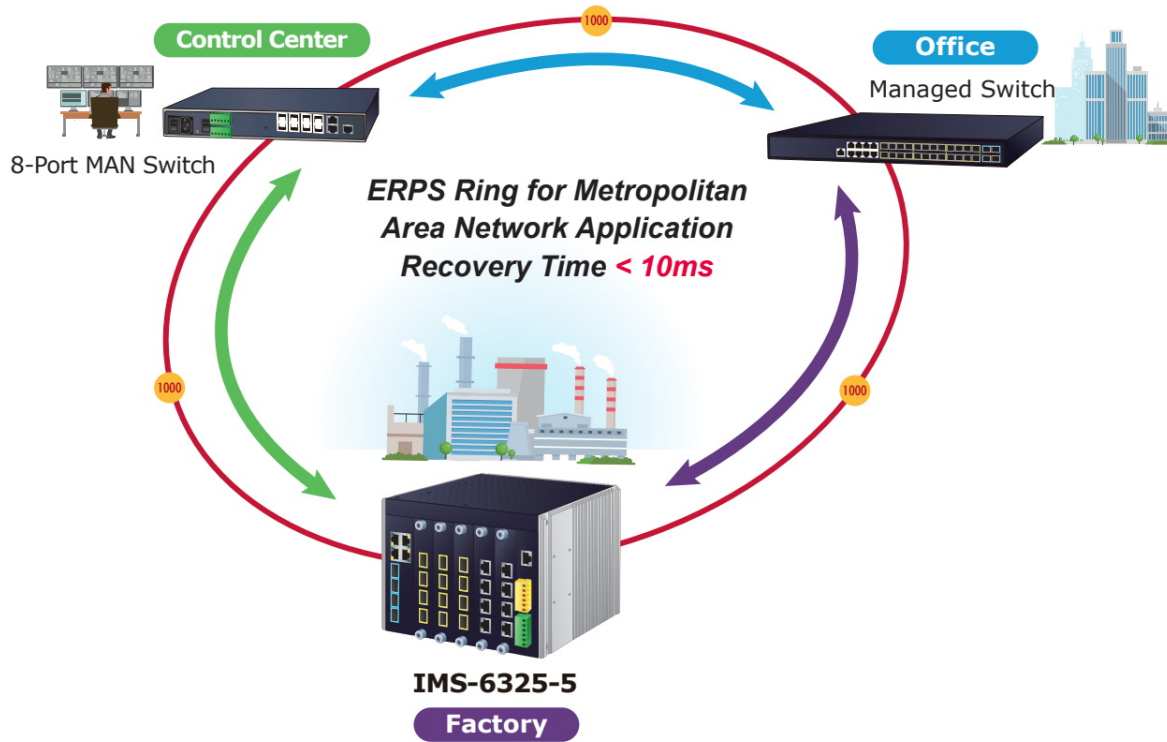 1000
Control Center
Office
Managed Switch
8-Port MAN Switch
ERPS Ring for Metropolitan
Area Network Application
Recovery Time < 10ms
1000
1000
IMS-6325-5
Factory